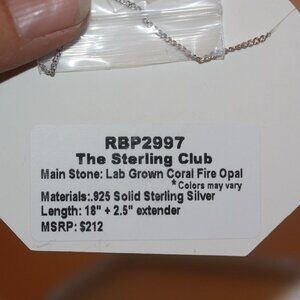 RBP2997
The Sterling Club
Main Stone: Lab Grown Coral Fire Opal
*Colors may vary
Materials:.925 Solid Sterling Silver
Length: 18" + 2.5" extender
MSRP: $212